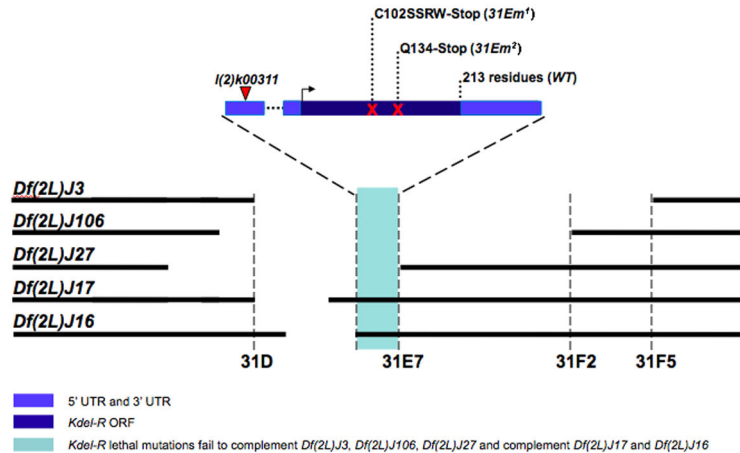 C102SSRW-Stop (31Em¹)
Q134-Stop (31Em²)
l(2)k00311
213 residues (WT)
Df(2L)J3
Df(2L)J106
Df(2L)J27
Df(2L)J17
Df(2L)J16
31D 31E7 31F2 31F5
5' UTR and 3' UTR
Kdel-R ORF
Kdel-R lethal mutations fail to complement Df(2L)J3, Df(2L)J106, Df(2L)J27 and complement Df(2L)J17 and Df(2L)J16